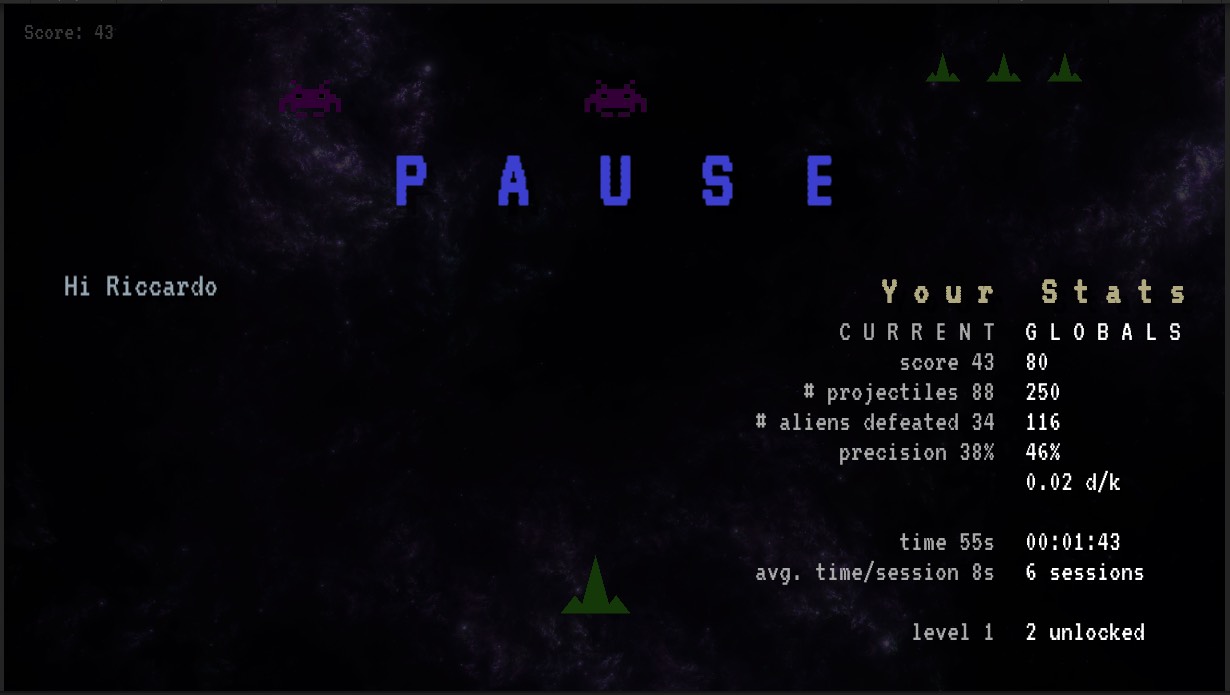 Score: 43
P A U S E
Hi Riccardo
Your Stats
CURRENT GLOBALS
score 43 80
# projectiles 88 250
# aliens defeated 34 116
precision 38% 46%
0.02 d/k
time 55s 00:01:43
avg. time/session 8s 6 sessions
level 1 2 unlocked